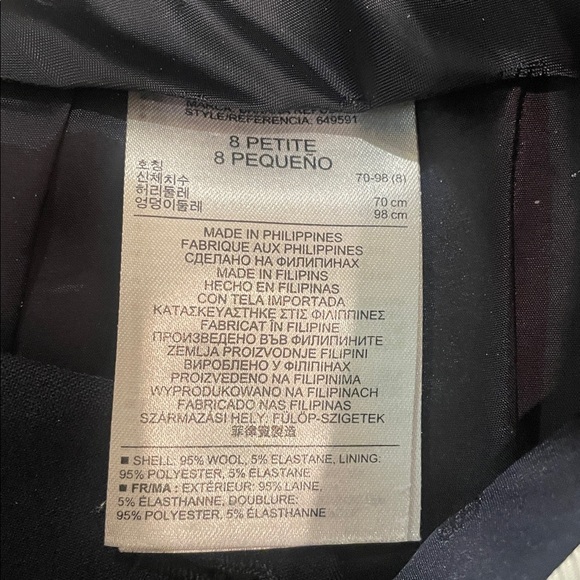 STYLE/REFERENCIA: 649591
8 PETITE
8 PEQUEÑO
호칭
신체치수 70-98 (8)
허리둘레 70 cm
엉덩이둘레 98 cm
MADE IN PHILIPPINES
FABRIQUE AUX PHILIPPINES
СДЕЛАНО НА ФИЛИПИНАХ
MADE IN FILIPINS
HECHO EN FILIPINAS
CON TELA IMPORTADA
ΚΑΤΑΣΚΕΥΑΣΤΗΚΕ ΣΤΙΣ ΦΙΛΙΠΠΙΝΕΣ
FABRICAT ÎN FILIPINE
ПРОИЗВЕДЕНО ВЪВ ФИЛИПИНИТЕ
ZEMLJA PROIZVODNJE FILIPINI
ВИРОБЛЕНО У ФІЛІПІНАХ
PROIZVEDENO NA FILIPINIMA
WYPRODUKOWANO NA FILIPINACH
FABRICADO NAS FILIPINAS
SZÁRMAZÁSI HELY: FÜLÖP-SZIGETEK
菲律賓製造
■ SHELL: 95% WOOL, 5% ELASTANE, LINING:
95% POLYESTER, 5% ELASTANE
■ FR/MA : EXTÉRIEUR: 95% LAINE,
5% ÉLASTHANNE, DOUBLURE:
95% POLYESTER, 5% ÉLASTHANNE